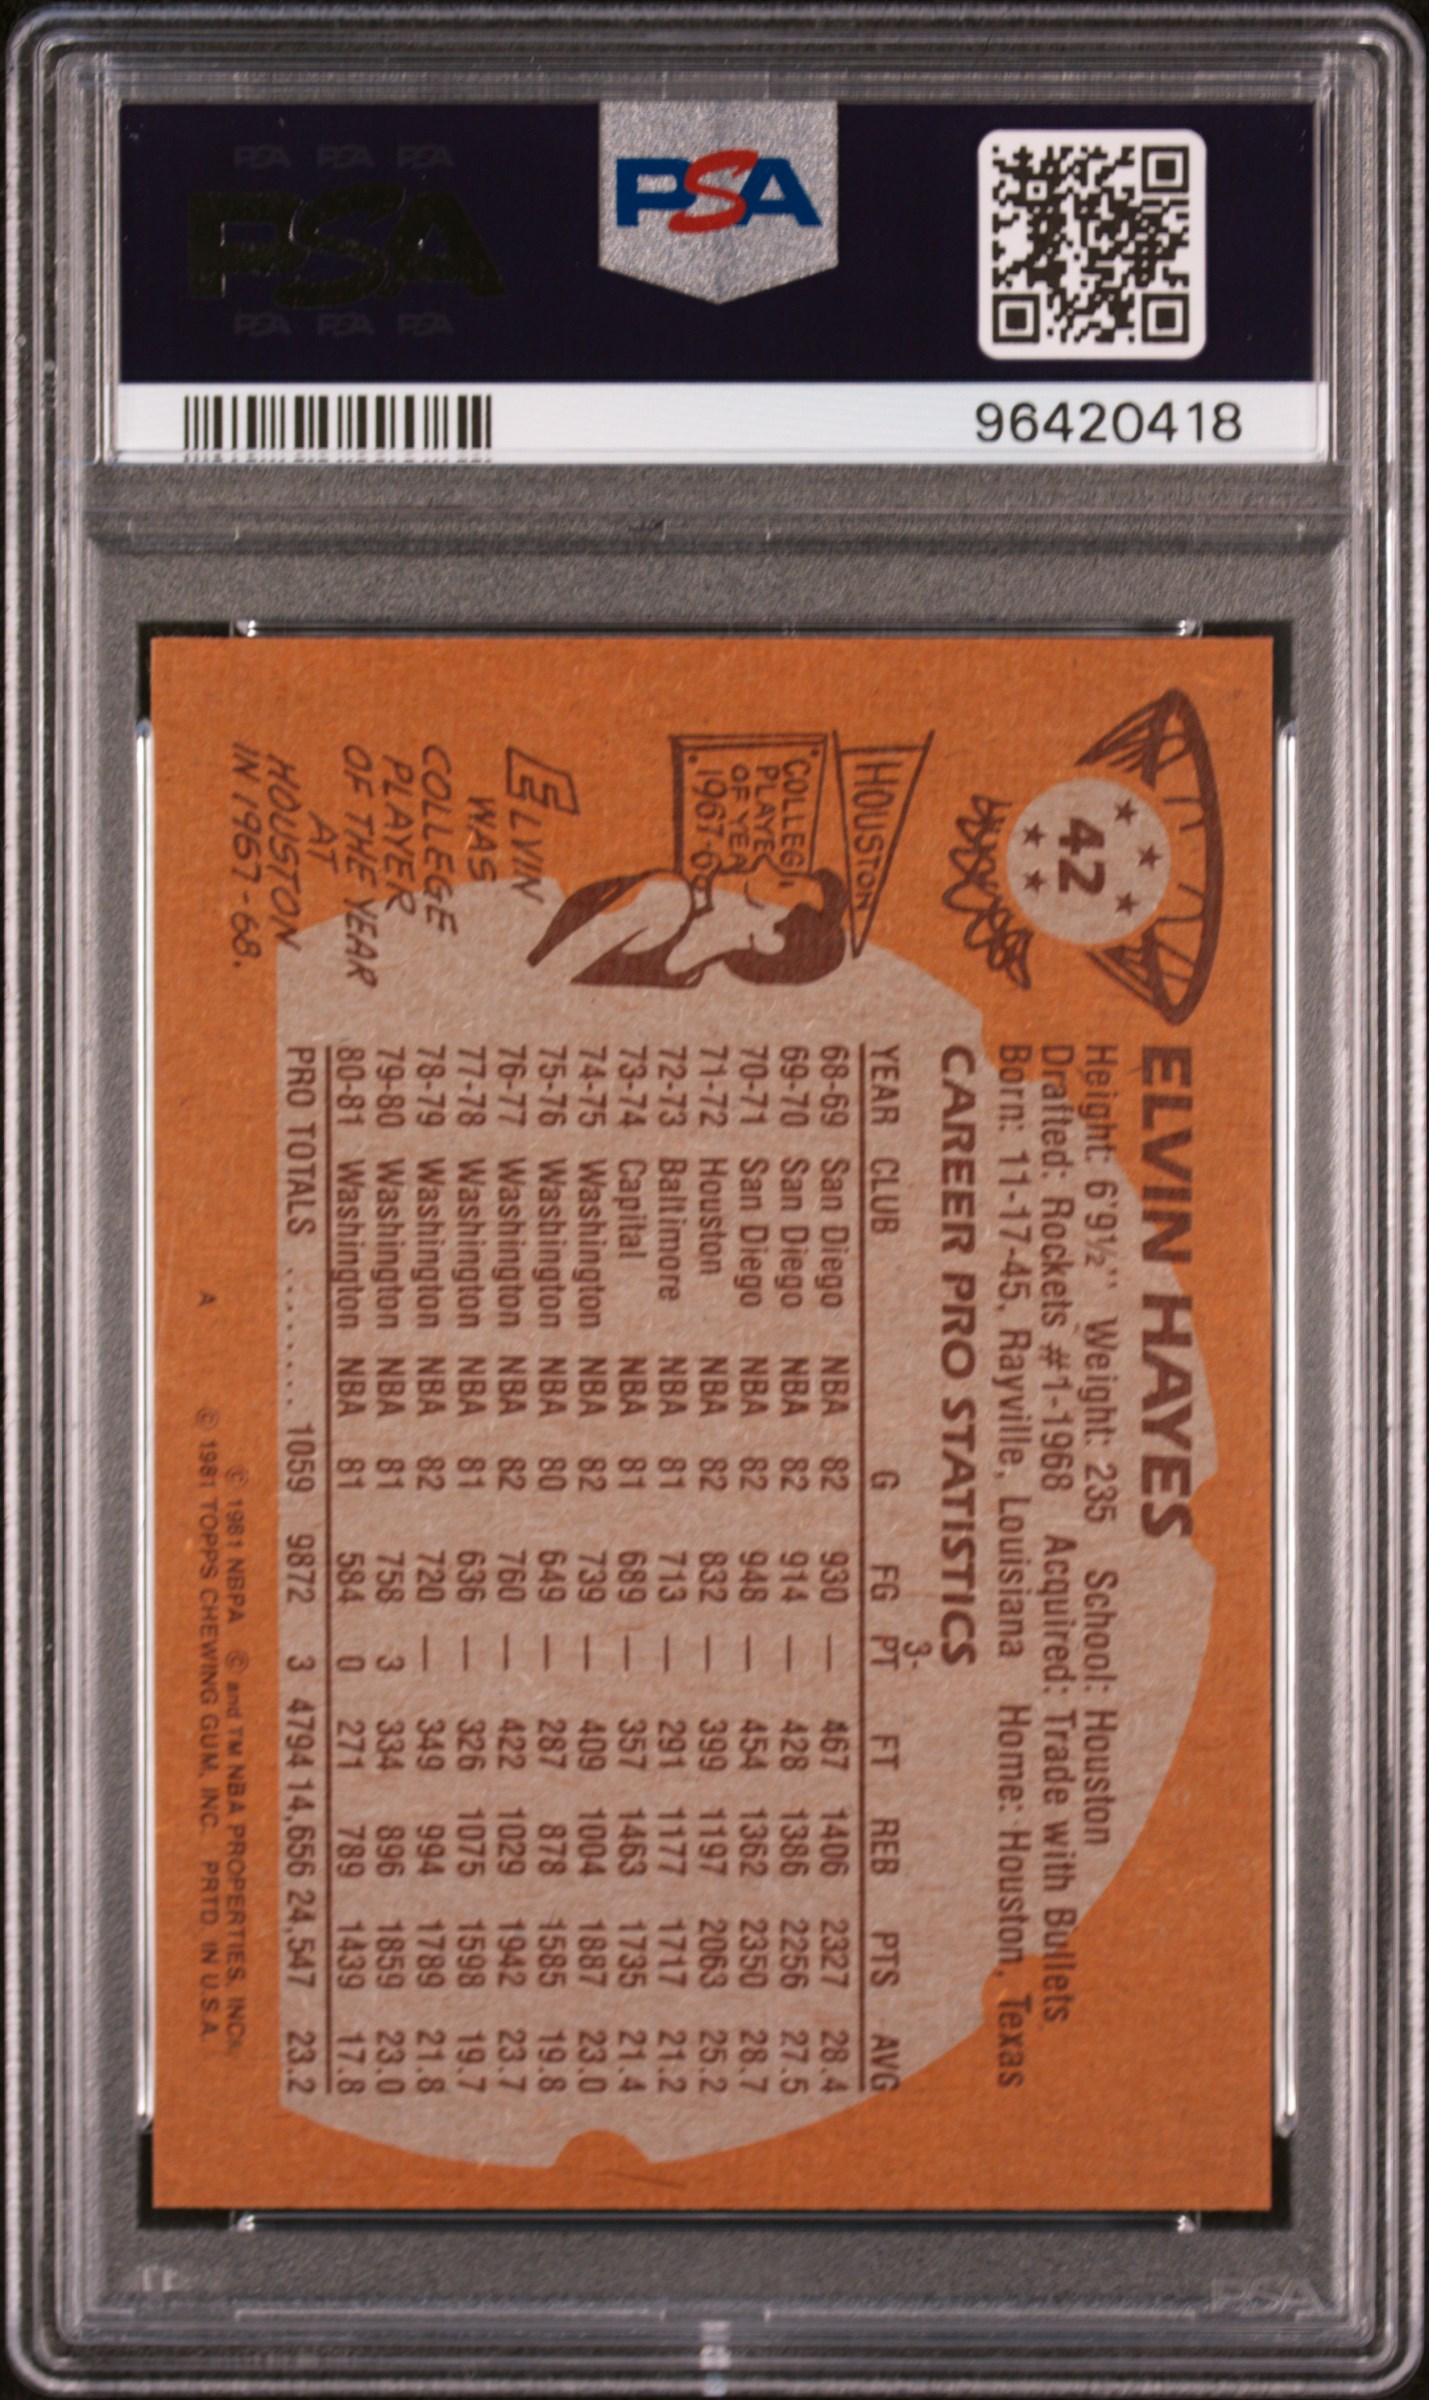 PSA PSA PSA
PSA
PSA PSA PSA
PSA
96420418
42
ELVIN HAYES
Height: 6'9½" Weight: 235 School: Houston
Drafted: Rockets #1-1968 Acquired: Trade with Bullets
Born: 11-17-45, Rayville, Louisiana Home: Houston, Texas
CAREER PRO STATISTICS
YEAR CLUB G FG 3-PT FT REB PTS AVG
68-69 San Diego NBA 82 930 — 467 1406 2327 28.4
69-70 San Diego NBA 82 914 — 428 1386 2256 27.5
70-71 San Diego NBA 82 948 — 454 1362 2350 28.7
71-72 Houston NBA 82 832 — 399 1197 2063 25.2
72-73 Baltimore NBA 81 713 — 291 1177 1717 21.2
73-74 Capital NBA 81 689 — 357 1463 1735 21.4
74-75 Washington NBA 82 739 — 409 1004 1887 23.0
75-76 Washington NBA 80 649 — 287 878 1585 19.8
76-77 Washington NBA 82 760 — 422 1029 1942 23.7
77-78 Washington NBA 81 636 — 326 1075 1598 19.7
78-79 Washington NBA 82 720 — 349 994 1789 21.8
79-80 Washington NBA 81 758 3 334 896 1859 23.0
80-81 Washington NBA 81 584 0 271 789 1439 17.8
PRO TOTALS ....... 1059 9872 3 4794 14,656 24,547 23.2
HOUSTON
COLLEG
PLAYE
OF YEA
1967-6
ELVIN
WAS
COLLEGE
PLAYER
OF THE YEAR
AT
HOUSTON
IN 1967-68.
© 1981 NBPA © and TM NBA PROPERTIES, INC.
A © 1981 TOPPS CHEWING GUM, INC. PRTD. IN U.S.A.
PSA